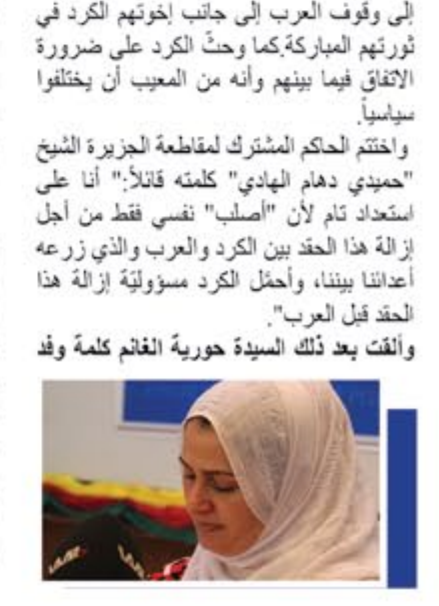 إلى وقوف العرب إلى جانب إخوتهم الكرد في
ثورتهم المباركة.كما وحثّ الكرد على ضرورة
الاتفاق فيما بينهم وأنه من المعيب أن يختلفوا
سياسياً.
واختتم الحاكم المشترك لمقاطعة الجزيرة الشيخ
"حميدي دهام الهادي" كلمته قائلاً:" أنا على
استعداد تام لأن "أصلب" نفسي فقط من أجل
إزالة هذا الحقد بين الكرد والعرب والذي زرعه
أعدائنا بيننا، وأحمّل الكرد مسؤوليّة إزالة هذا
الحقد قبل العرب".
وألقت بعد ذلك السيدة حورية الغانم كلمة وفد